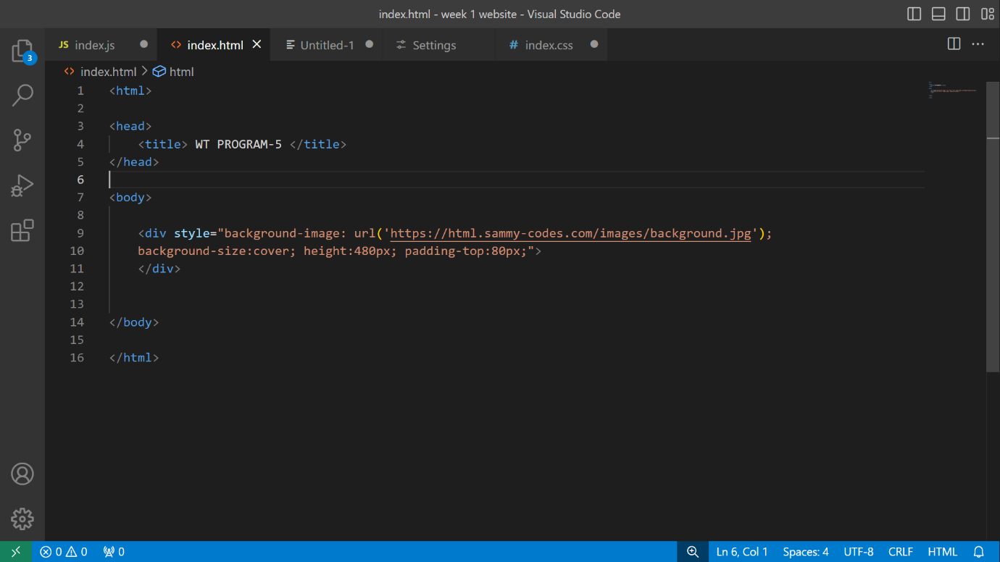 index.html - week 1 website - Visual Studio Code
JS index.js
<> index.html
Untitled-1
Settings
# index.css
3
<> index.html > html
1 <html>
2
3 <head>
4     <title> WT PROGRAM-5 </title>
5 </head>
6
7 <body>
8
9     <div style="background-image: url('https://html.sammy-codes.com/images/background.jpg');
10     background-size:cover; height:480px; padding-top:80px;">
11     </div>
12
13
14 </body>
15
16 </html>
0 0 0 Ln 6, Col 1 Spaces: 4 UTF-8 CRLF HTML